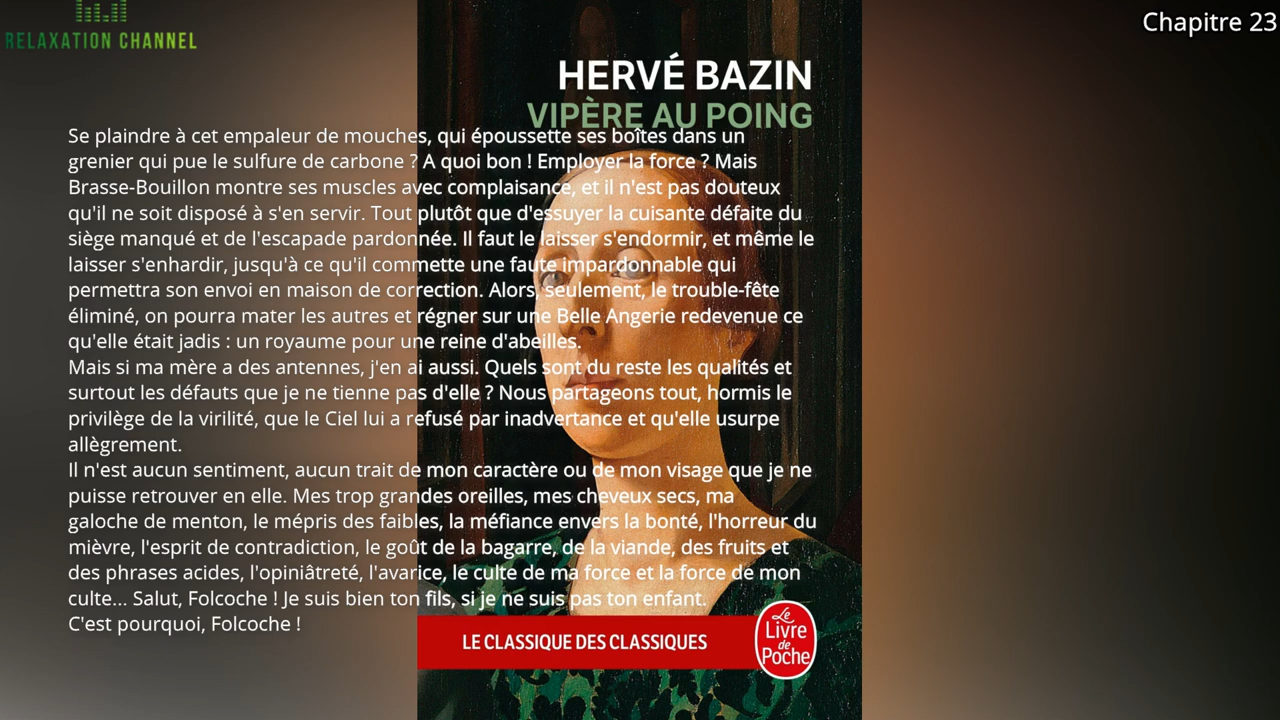 RELAXATION CHANNEL
Chapitre 23
HERVÉ BAZIN
VIPÈRE AU POING
Se plaindre à cet empaleur de mouches, qui époussette ses boîtes dans un
grenier qui pue le sulfure de carbone ? A quoi bon ! Employer la force ? Mais
Brasse-Bouillon montre ses muscles avec complaisance, et il n'est pas douteux
qu'il ne soit disposé à s'en servir. Tout plutôt que d'essuyer la cuisante défaite du
siège manqué et de l'escapade pardonnée. Il faut le laisser s'endormir, et même le
laisser s'enhardir, jusqu'à ce qu'il commette une faute impardonnable qui
permettra son envoi en maison de correction. Alors, seulement, le trouble-fête
éliminé, on pourra mater les autres et régner sur une Belle Angerie redevenue ce
qu'elle était jadis : un royaume pour une reine d'abeilles.
Mais si ma mère a des antennes, j'en ai aussi. Quels sont du reste les qualités et
surtout les défauts que je ne tienne pas d'elle ? Nous partageons tout, hormis le
privilège de la virilité, que le Ciel lui a refusé par inadvertance et qu'elle usurpe
allègrement.
Il n'est aucun sentiment, aucun trait de mon caractère ou de mon visage que je ne
puisse retrouver en elle. Mes trop grandes oreilles, mes cheveux secs, ma
galoche de menton, le mépris des faibles, la méfiance envers la bonté, l'horreur du
mièvre, l'esprit de contradiction, le goût de la bagarre, de la viande, des fruits et
des phrases acides, l'opiniâtreté, l'avarice, le culte de ma force et la force de mon
culte... Salut, Folcoche ! Je suis bien ton fils, si je ne suis pas ton enfant.
C'est pourquoi, Folcoche !
LE CLASSIQUE DES CLASSIQUES
Le
Livre
de
Poche